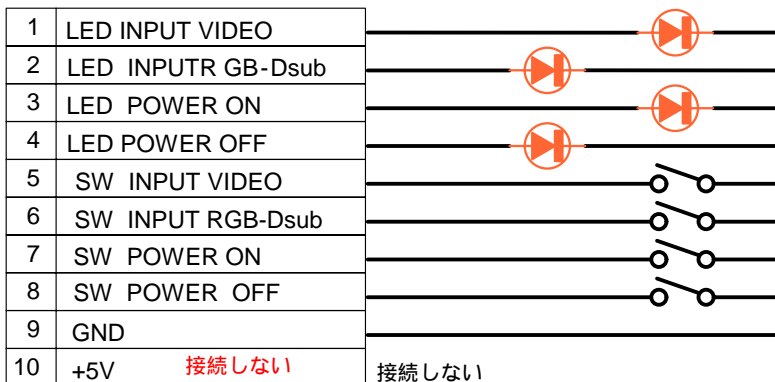 1 LED INPUT VIDEO
2 LED INPUTR GB-Dsub
3 LED POWER ON
4 LED POWER OFF
5 SW INPUT VIDEO
6 SW INPUT RGB-Dsub
7 SW POWER ON
8 SW POWER OFF
9 GND
10 +5V 接続しない 接続しない